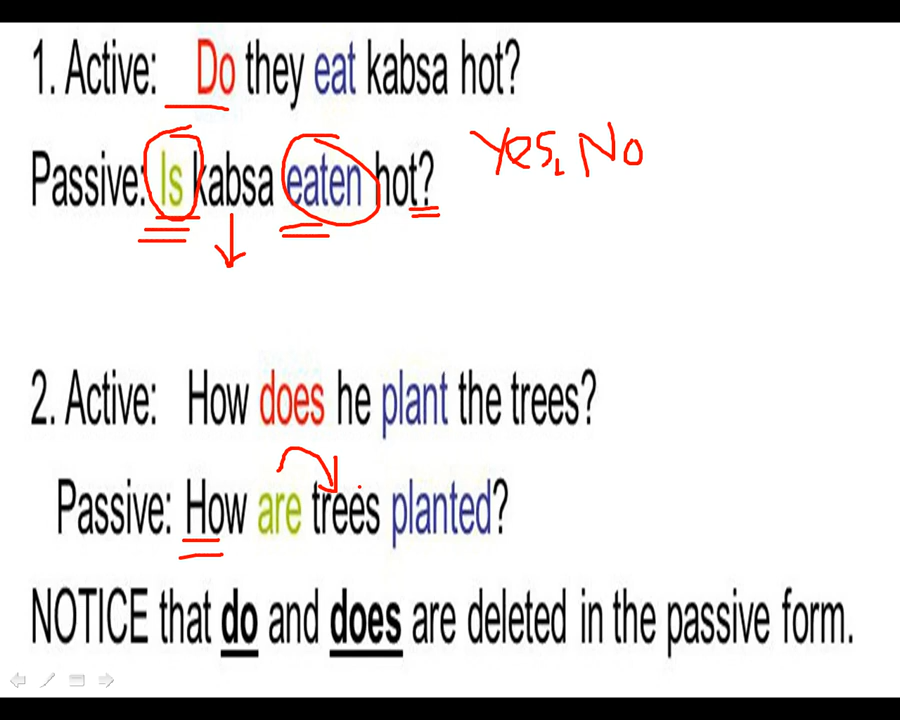 1. Active: Do they eat kabsa hot?
Passive: Is kabsa eaten hot? Yes, No
2. Active: How does he plant the trees?
Passive: How are trees planted?
NOTICE that do and does are deleted in the passive form.